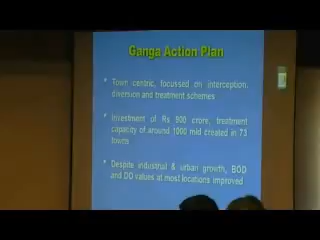 Ganga Action Plan
* Town centric, focussed on interception,
diversion and treatment schemes
* Investment of Rs 900 crore, treatment
capacity of around 1000 mld created in 73
towns
* Despite industrial & urban growth, BOD
and DO values at most locations improved